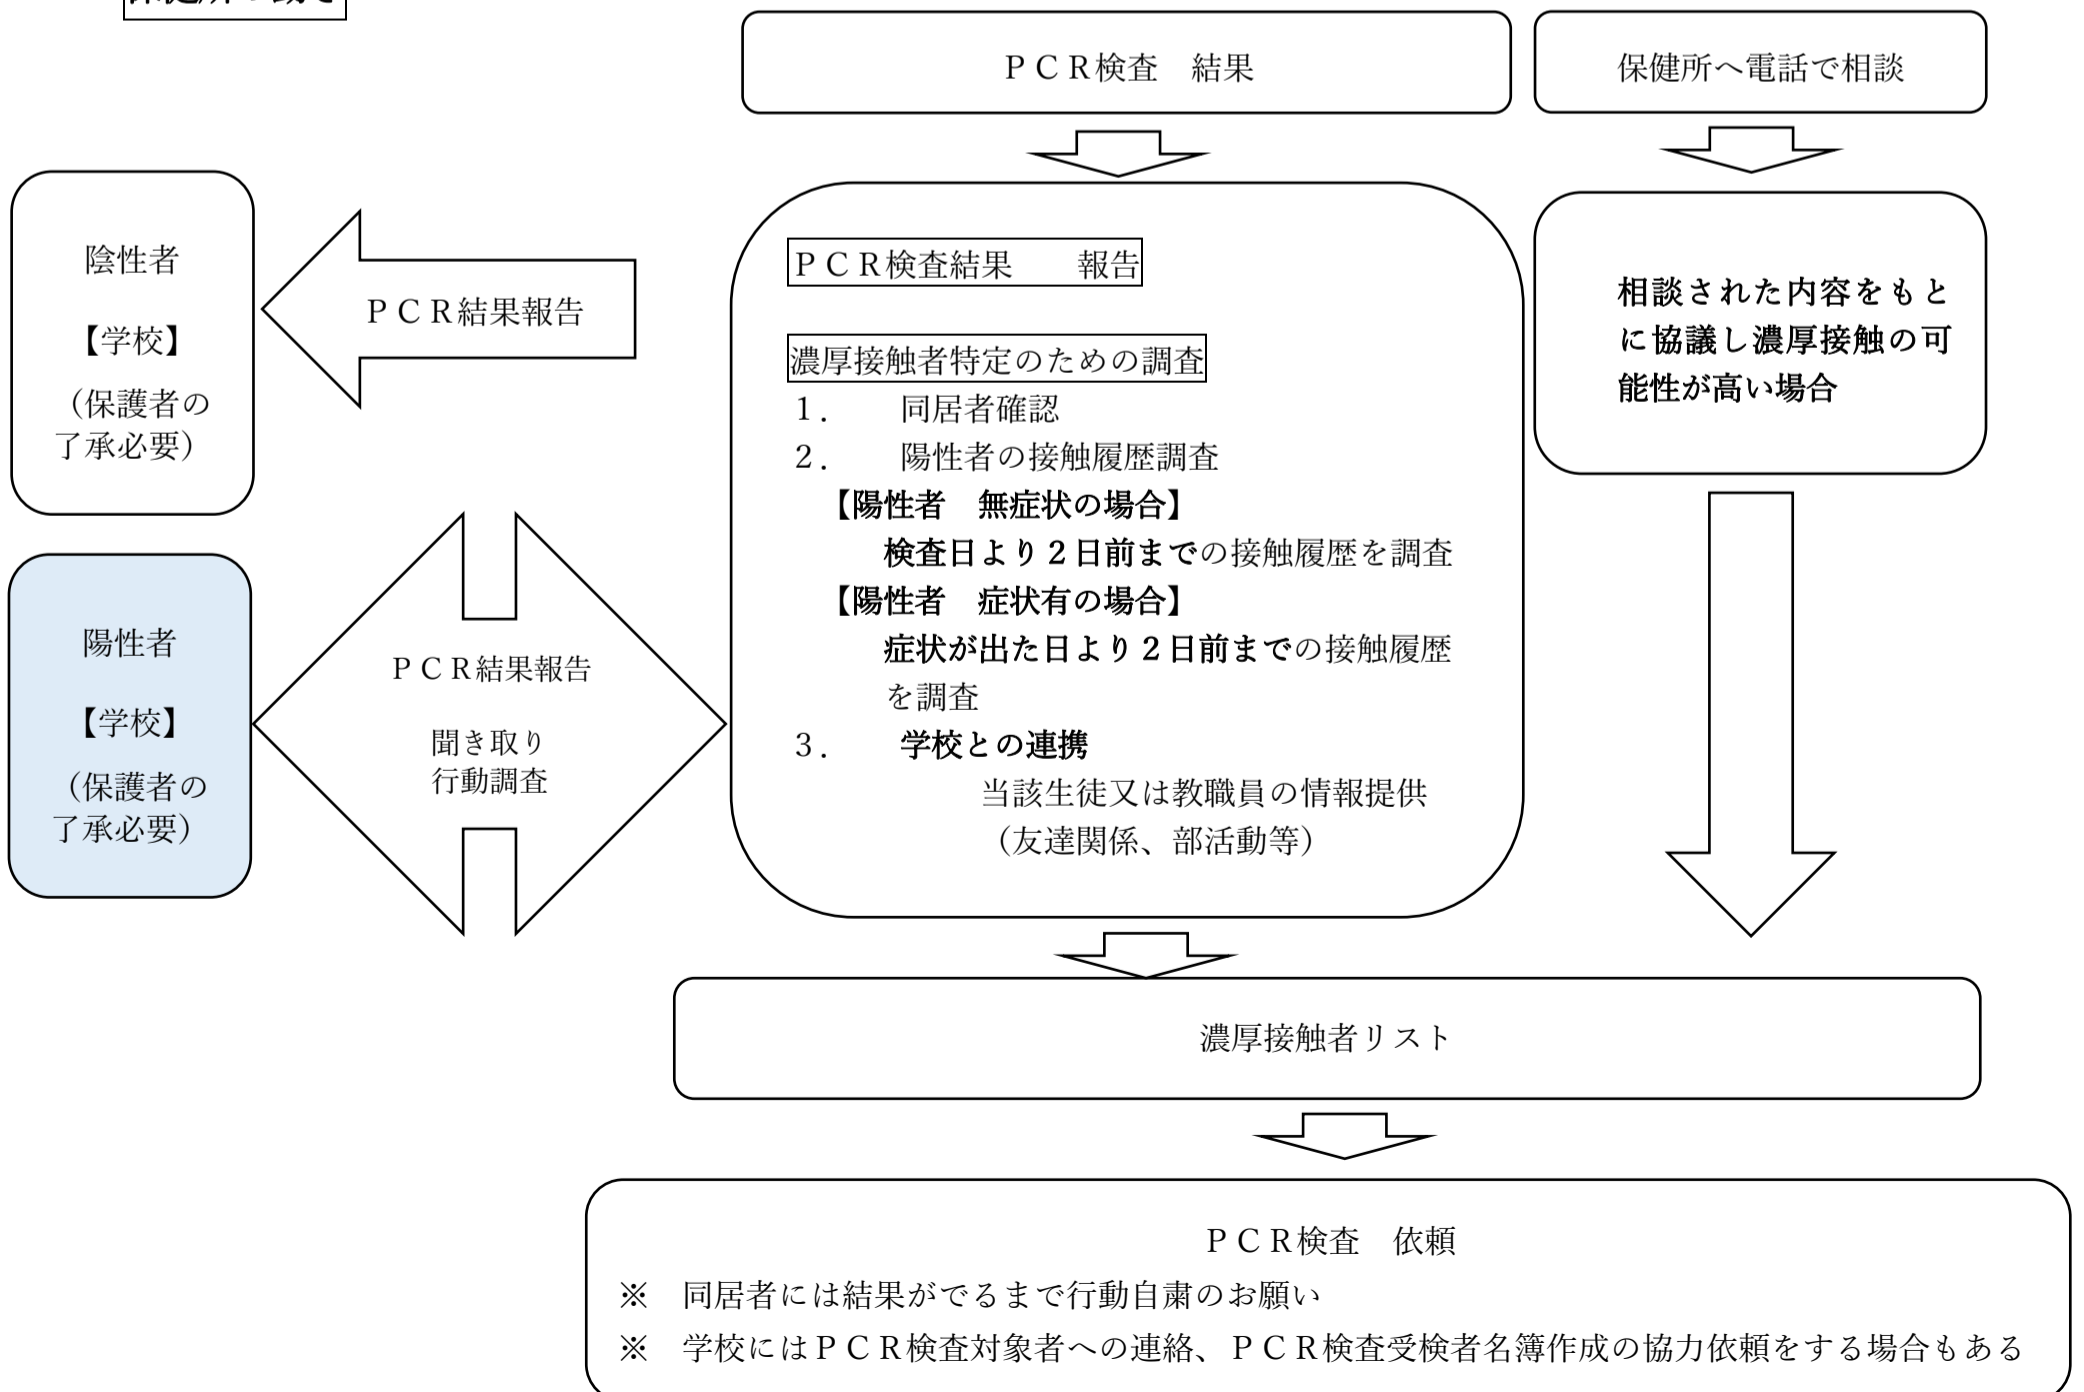 ＰＣＲ検査　結果
保健所へ電話で相談
陰性者
【学校】
（保護者の
了承必要）
ＰＣＲ結果報告
ＰＣＲ検査結果　　報告
濃厚接触者特定のための調査
１．　　同居者確認
２．　　陽性者の接触履歴調査
【陽性者　無症状の場合】
検査日より２日前までの接触履歴を調査
【陽性者　症状有の場合】
症状が出た日より２日前までの接触履歴
を調査
３．　　学校との連携
当該生徒又は教職員の情報提供
（友達関係、部活動等）
相談された内容をもと
に協議し濃厚接触の可
能性が高い場合
陽性者
【学校】
（保護者の
了承必要）
ＰＣＲ結果報告
聞き取り
行動調査
濃厚接触者リスト
ＰＣＲ検査　依頼
※　同居者には結果がでるまで行動自粛のお願い
※　学校にはＰＣＲ検査対象者への連絡、ＰＣＲ検査受検者名簿作成の協力依頼をする場合もある